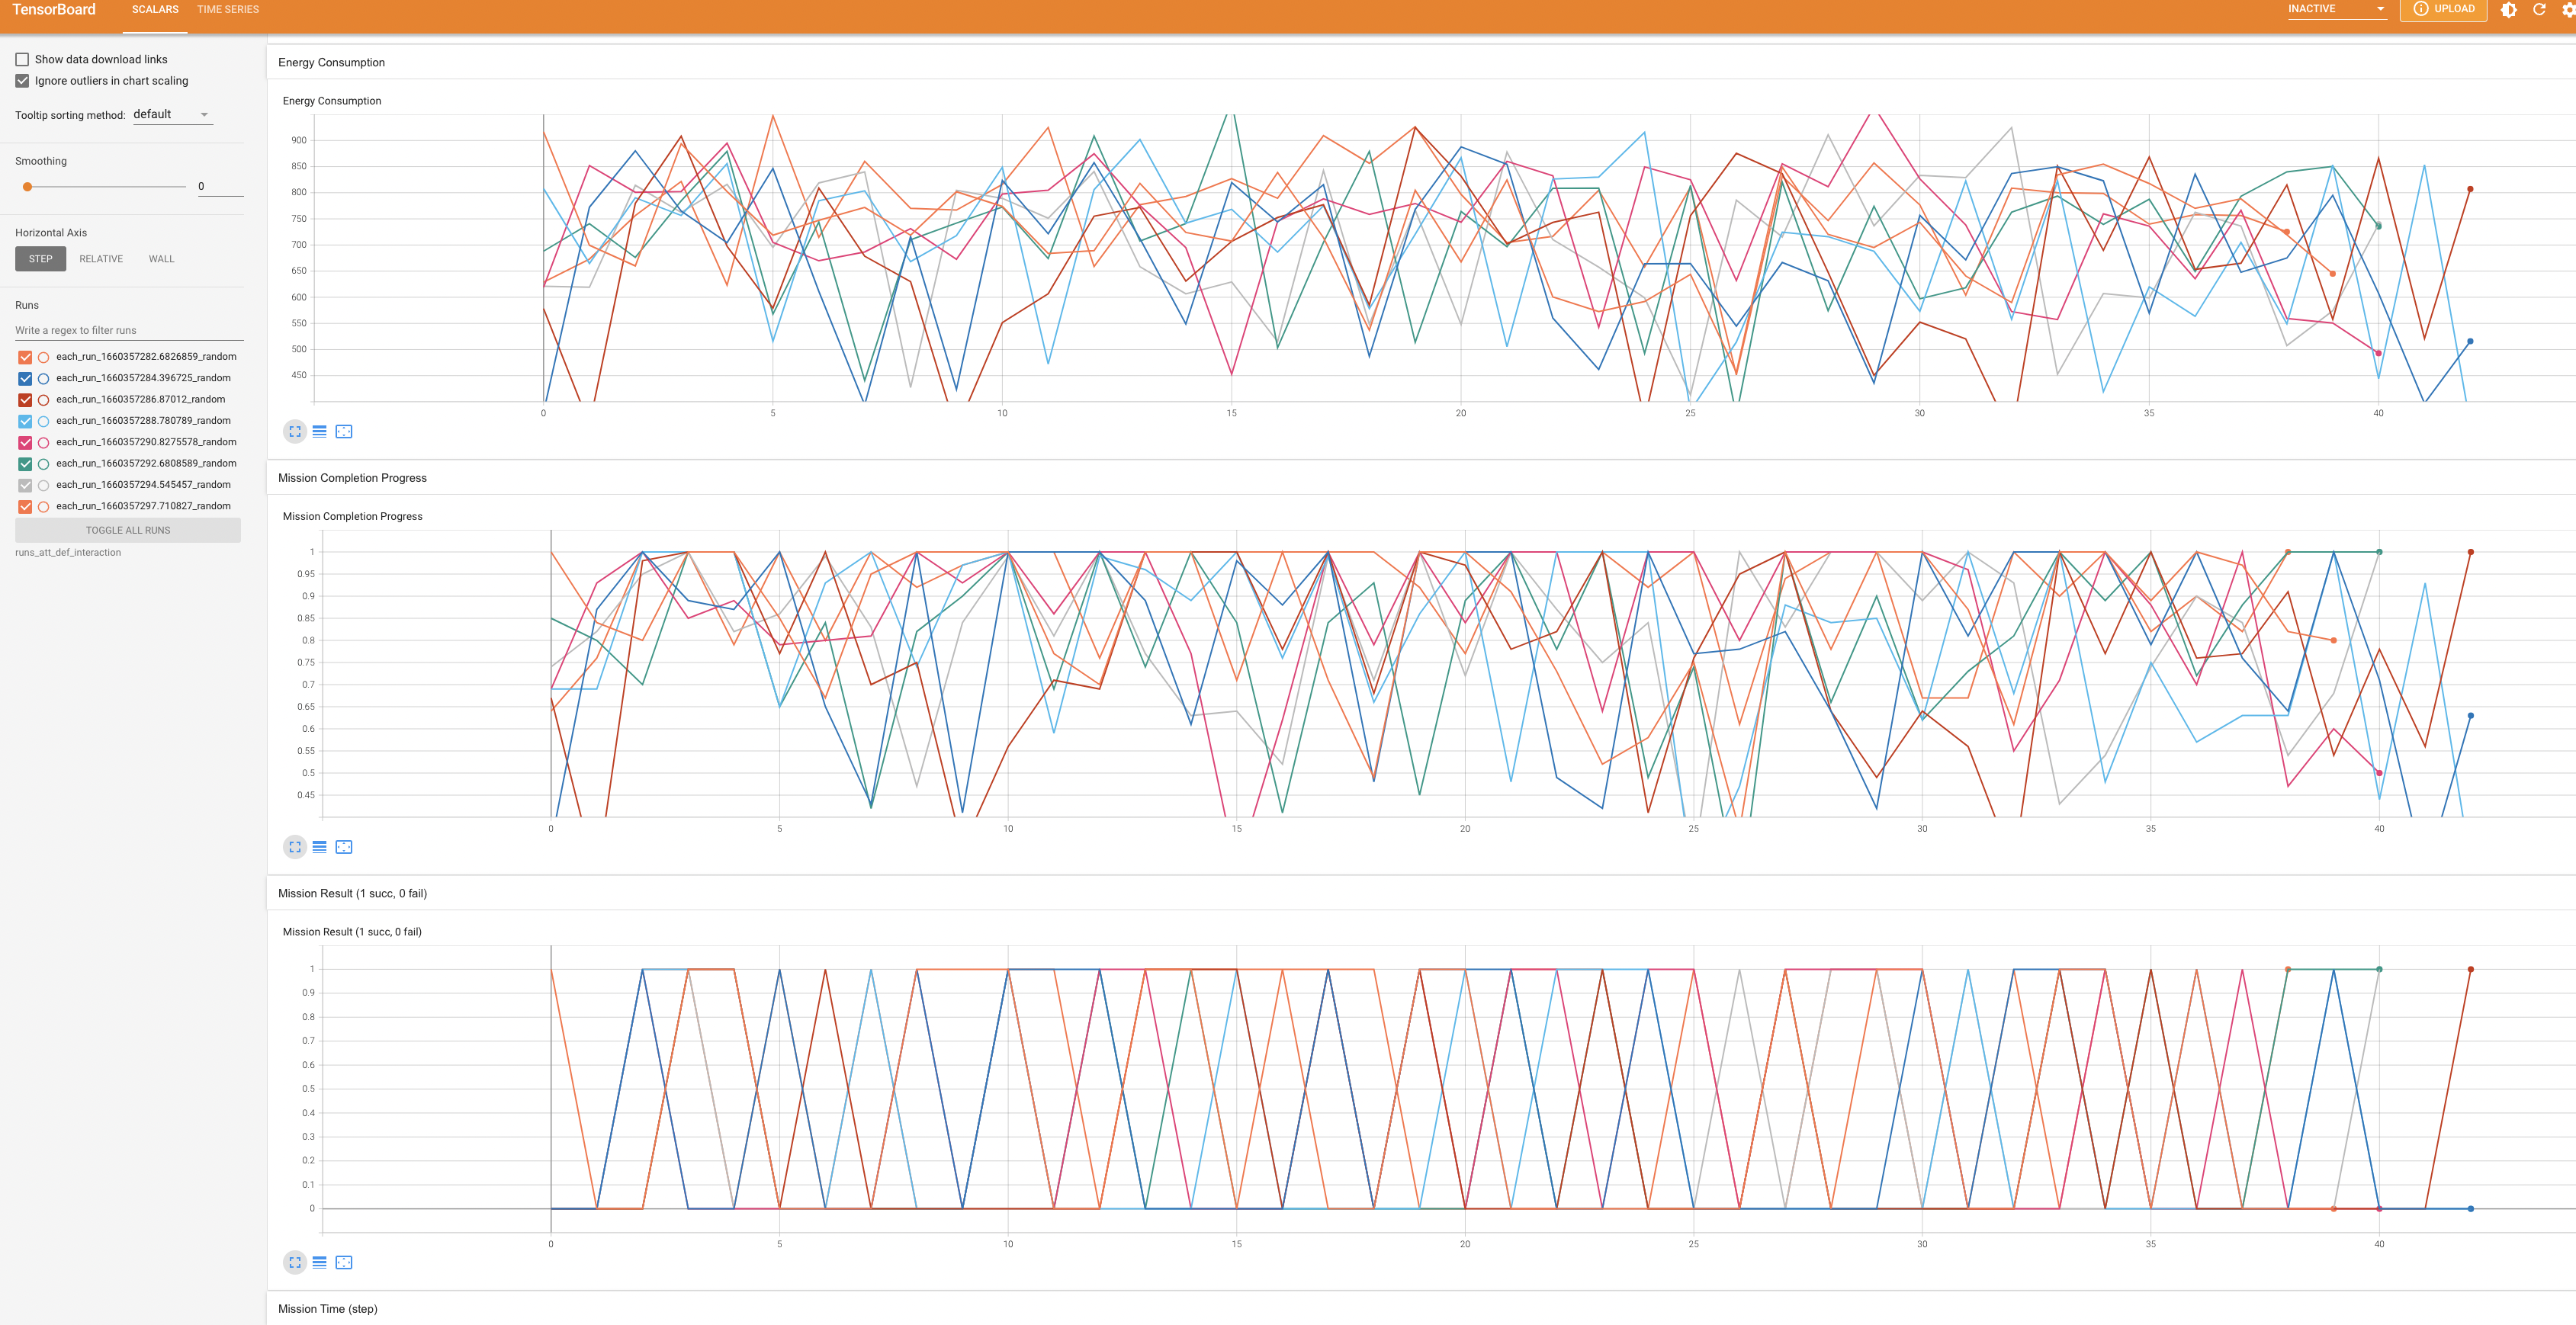 TensorBoard
SCALARS
TIME SERIES
INACTIVE
UPLOAD
Show data download links
Ignore outliers in chart scaling
Tooltip sorting method: default
Smoothing
0
Horizontal Axis
STEP RELATIVE WALL
Runs
Write a regex to filter runs
each_run_1660357282.6826859_random
each_run_1660357284.396725_random
each_run_1660357286.87012_random
each_run_1660357288.780789_random
each_run_1660357290.8275578_random
each_run_1660357292.6808589_random
each_run_1660357294.545457_random
each_run_1660357297.710827_random
TOGGLE ALL RUNS
runs_att_def_interaction
Energy Consumption
Energy Consumption
900
850
800
750
700
650
600
550
500
450
0 5 10 15 20 25 30 35 40
Mission Completion Progress
Mission Completion Progress
1
0.95
0.9
0.85
0.8
0.75
0.7
0.65
0.6
0.55
0.5
0.45
0 5 10 15 20 25 30 35 40
Mission Result (1 succ, 0 fail)
Mission Result (1 succ, 0 fail)
1
0.9
0.8
0.7
0.6
0.5
0.4
0.3
0.2
0.1
0
0 5 10 15 20 25 30 35 40
Mission Time (step)